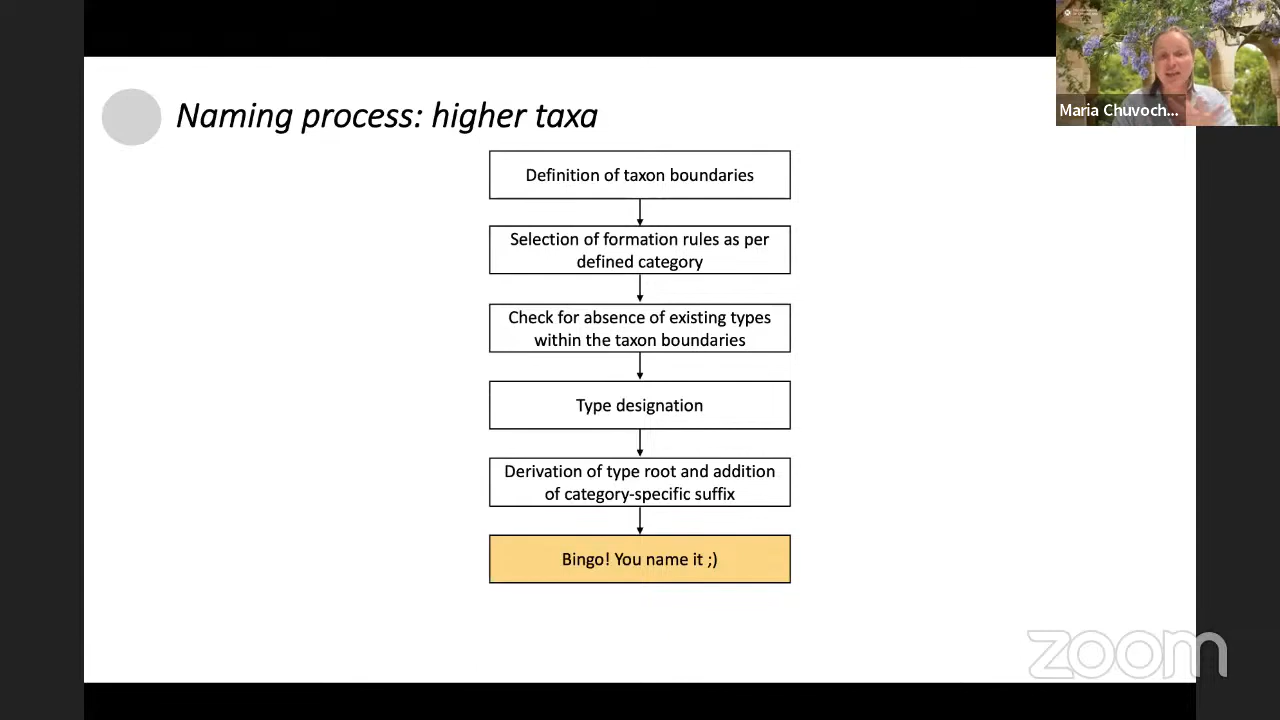 Naming process: higher taxa
Maria Chuvoch...
Definition of taxon boundaries
Selection of formation rules as per
defined category
Check for absence of existing types
within the taxon boundaries
Type designation
Derivation of type root and addition
of category-specific suffix
Bingo! You name it ;)
zoom